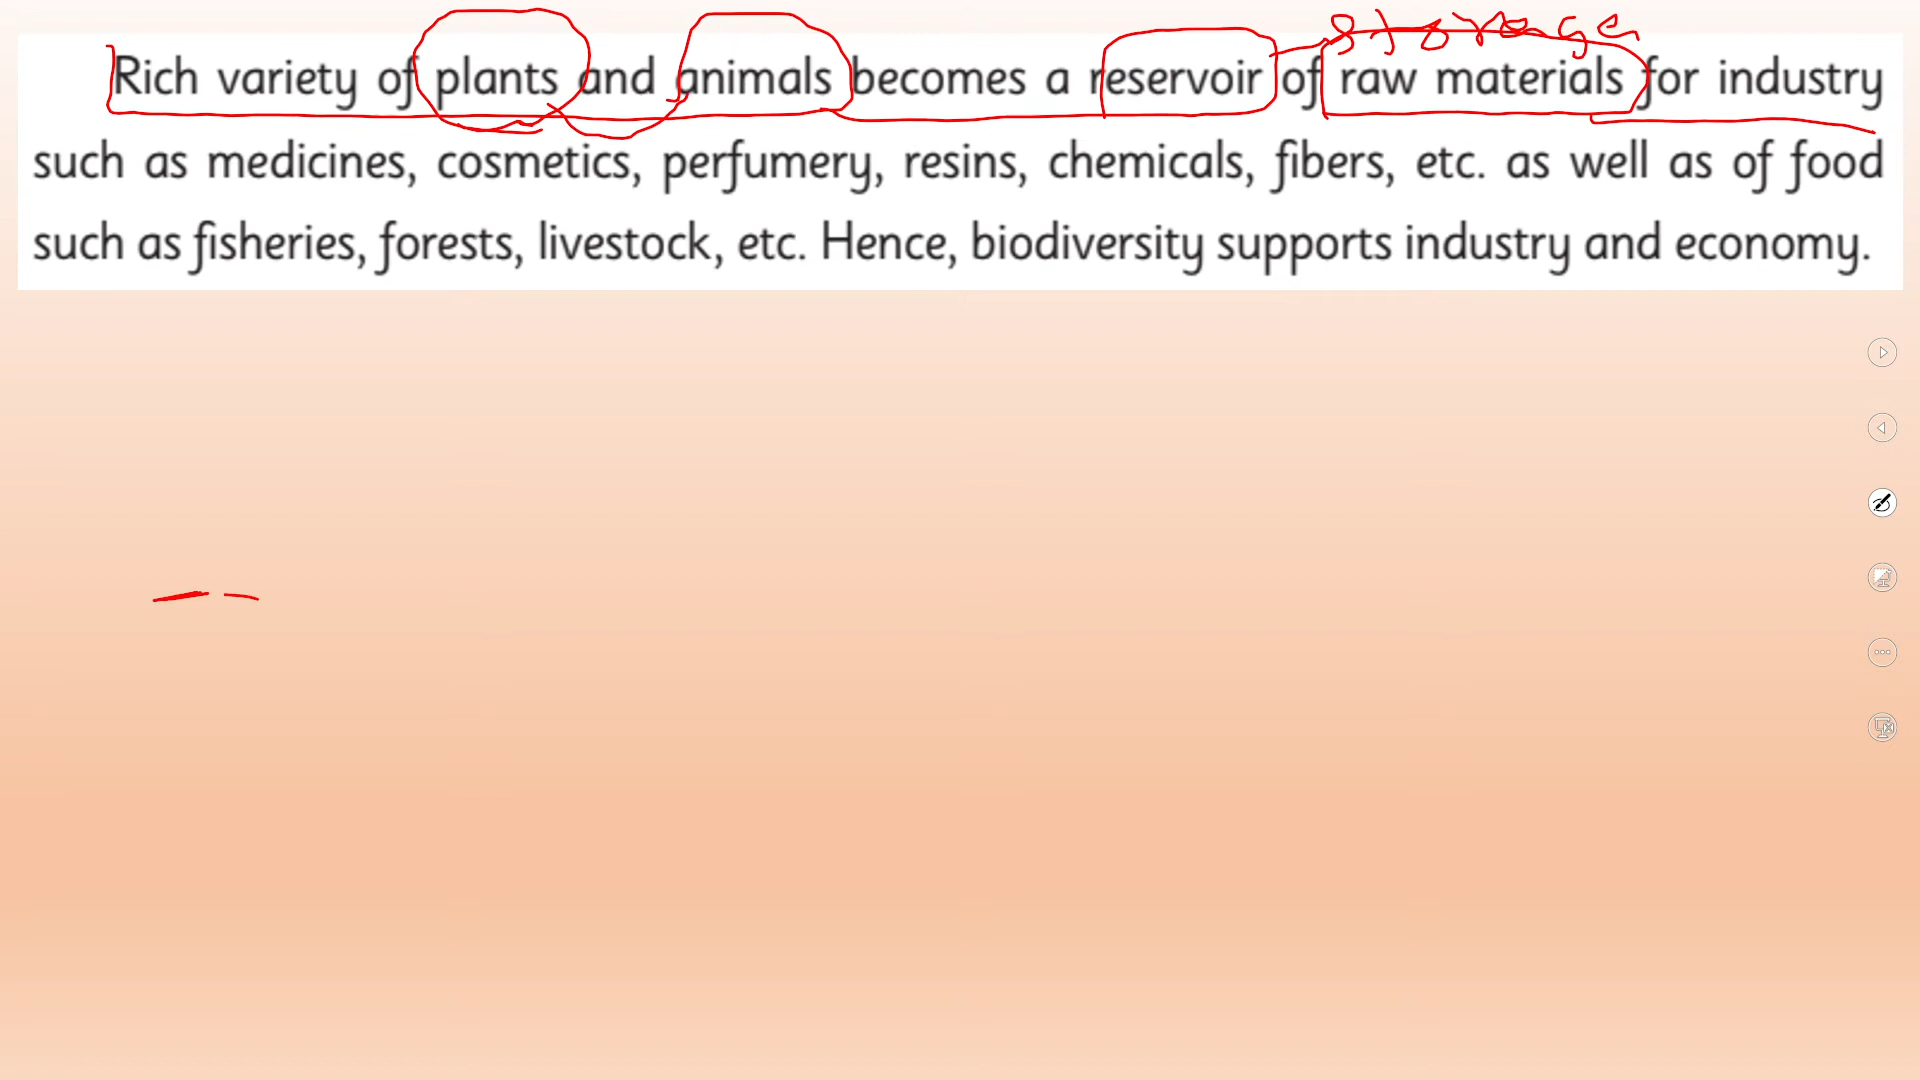 storage
Rich variety of plants and animals becomes a reservoir of raw materials for industry
such as medicines, cosmetics, perfumery, resins, chemicals, fibers, etc. as well as of food
such as fisheries, forests, livestock, etc. Hence, biodiversity supports industry and economy.